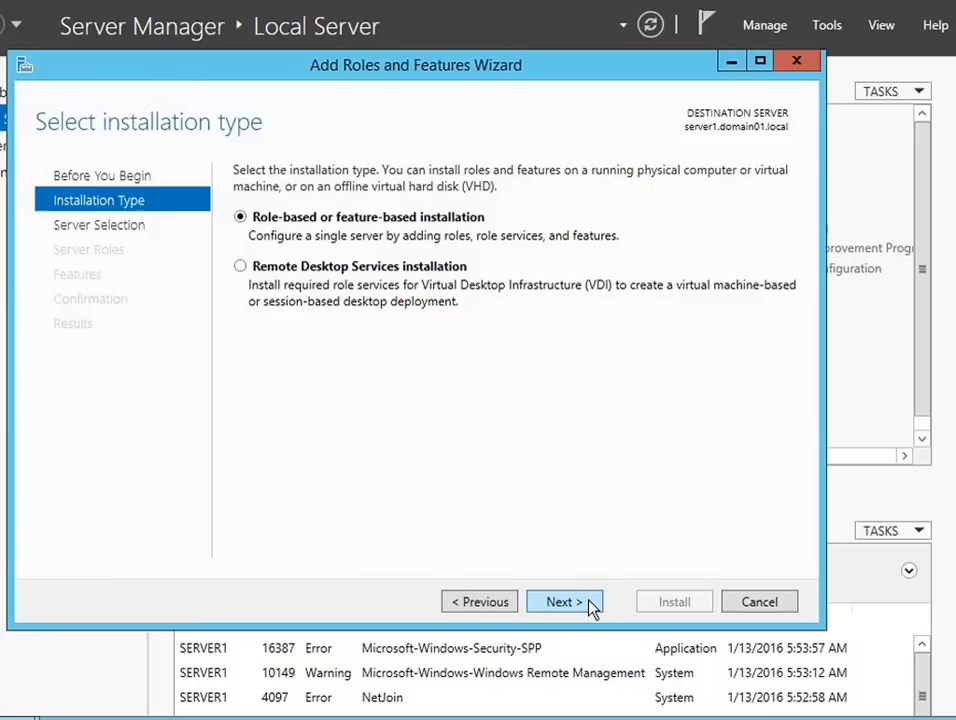 Server Manager ‣ Local Server
Manage Tools View Help
Add Roles and Features Wizard
TASKS
Select installation type
DESTINATION SERVER
server1.domain01.local
Before You Begin
Installation Type
Server Selection
Server Roles
Features
Confirmation
Results
Select the installation type. You can install roles and features on a running physical computer or virtual
machine, or on an offline virtual hard disk (VHD).
Role-based or feature-based installation
Configure a single server by adding roles, role services, and features.
Remote Desktop Services installation
Install required role services for Virtual Desktop Infrastructure (VDI) to create a virtual machine-based
or session-based desktop deployment.
< Previous Next > Install Cancel
TASKS
SERVER1 16387 Error Microsoft-Windows-Security-SPP Application 1/13/2016 5:53:57 AM
SERVER1 10149 Warning Microsoft-Windows-Windows Remote Management System 1/13/2016 5:53:12 AM
SERVER1 4097 Error NetJoin System 1/13/2016 5:52:58 AM